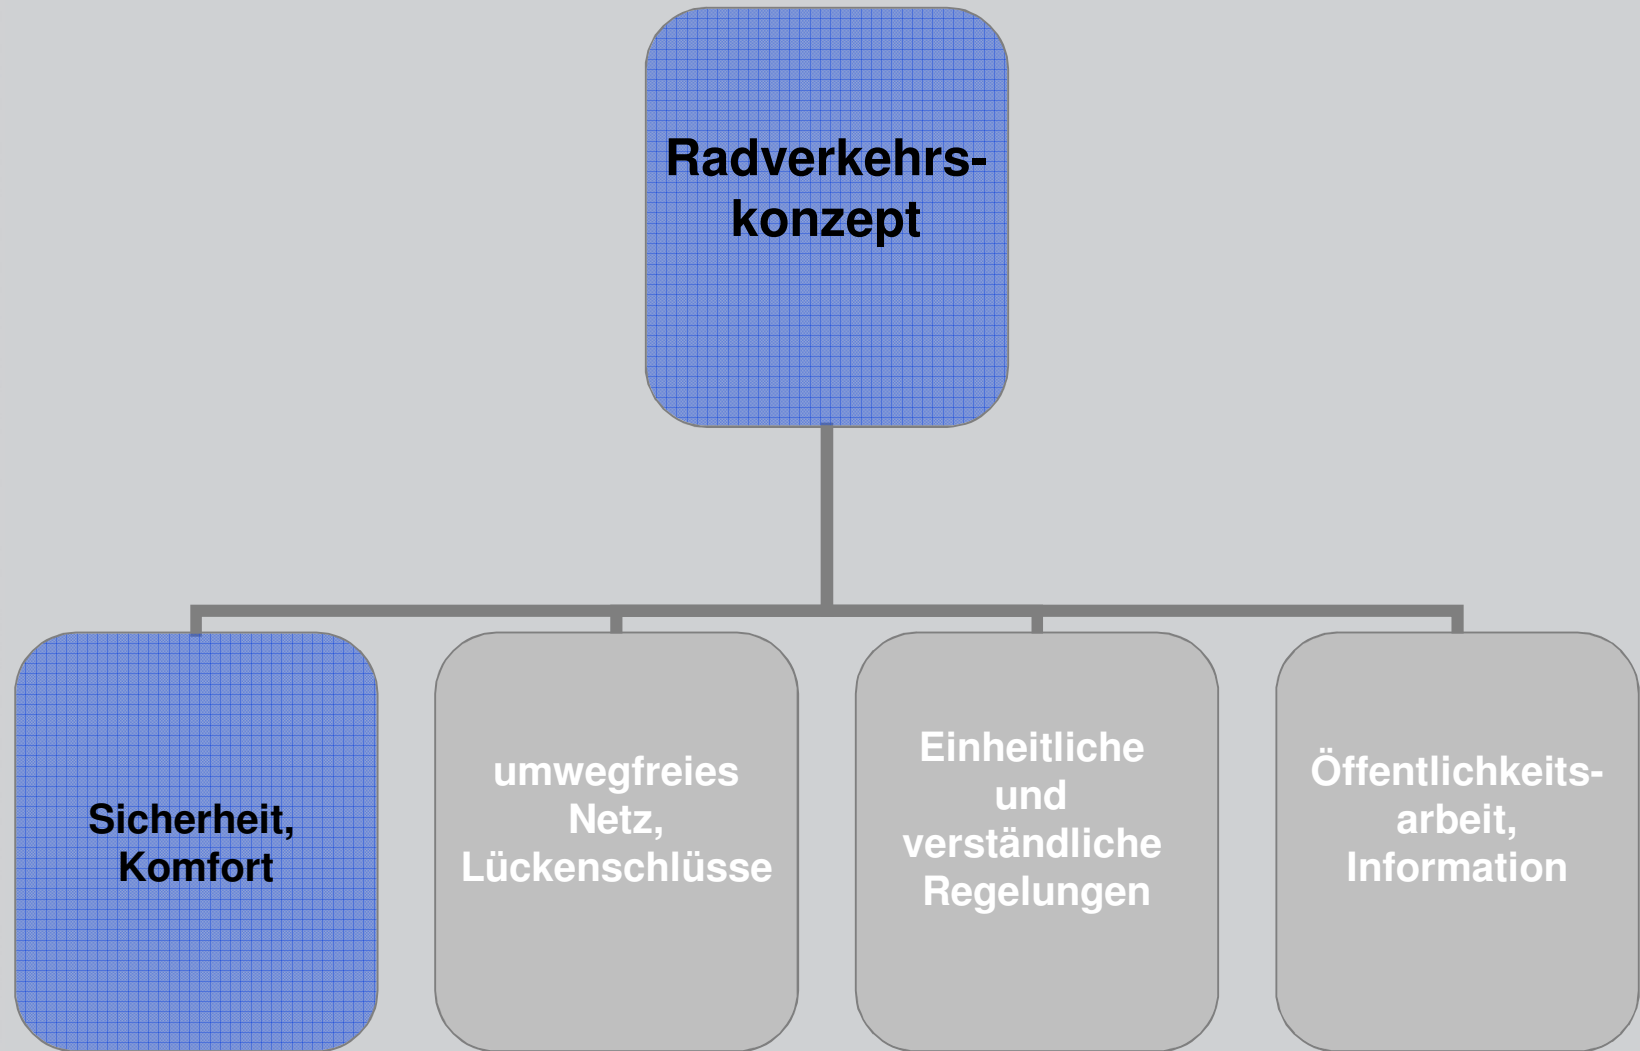 Radverkehrs-
konzept
Sicherheit,
Komfort
umwegfreies
Netz,
Lückenschlüsse
Einheitliche
und
verständliche
Regelungen
Öffentlichkeits-
arbeit,
Information